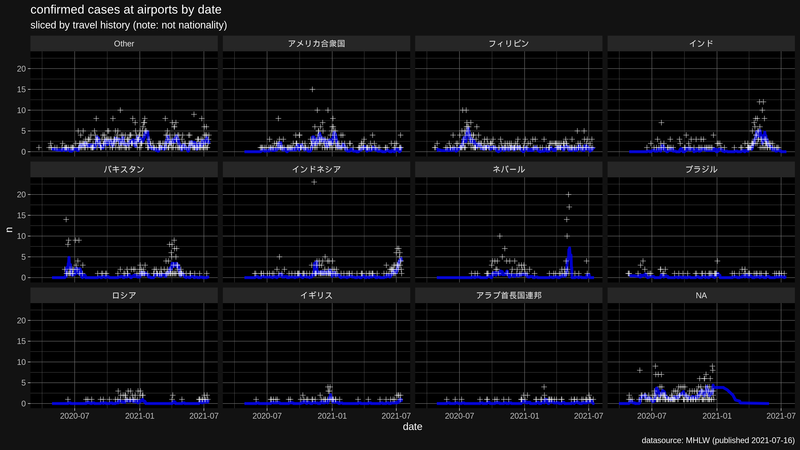 confirmed cases at airports by date
sliced by travel history (note: not nationality)
Other アメリカ合衆国 フィリピン インド
20
15
10
5
0
パキスタン インドネシア ネパール ブラジル
20
15
10
5
0
n
ロシア イギリス アラブ首長国連邦 NA
20
15
10
5
0
2020-07 2021-01 2021-07 2020-07 2021-01 2021-07 2020-07 2021-01 2021-07 2020-07 2021-01 2021-07
date
datasource: MHLW (published 2021-07-16)